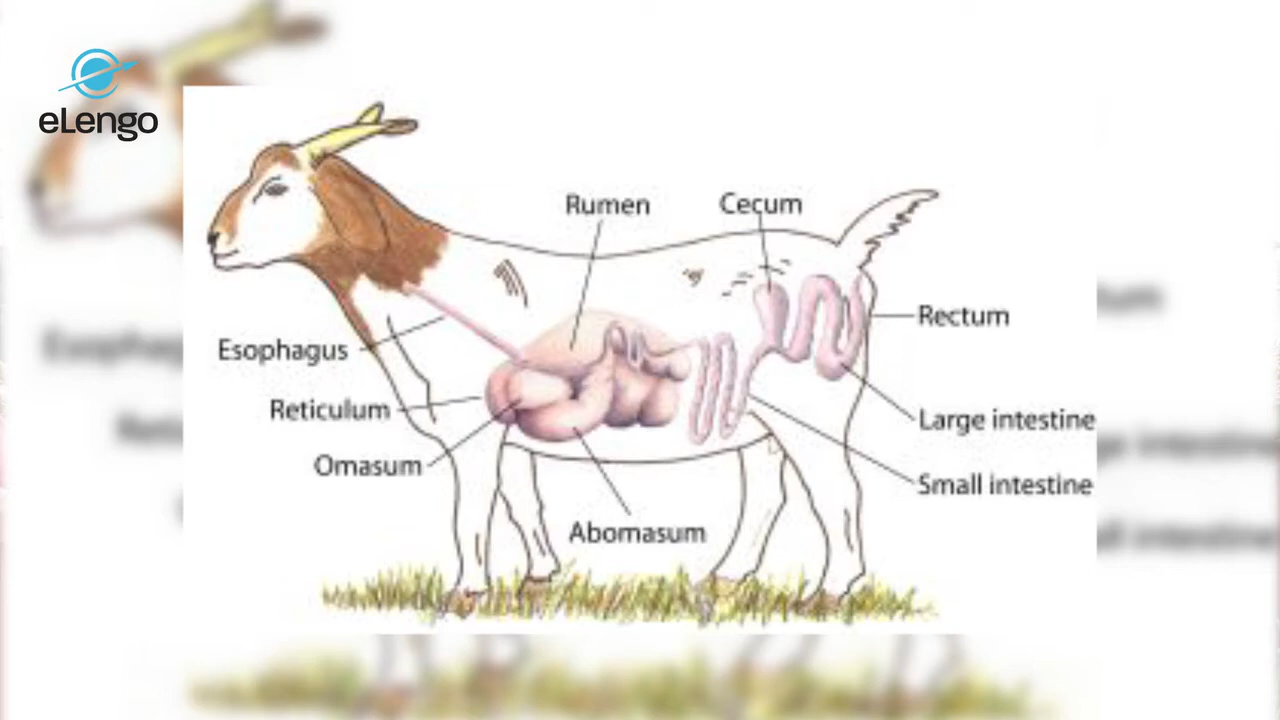 eLengo
Rumen
Cecum
Rectum
Esophagus
Reticulum
Large intestine
Omasum
Small intestine
Abomasum